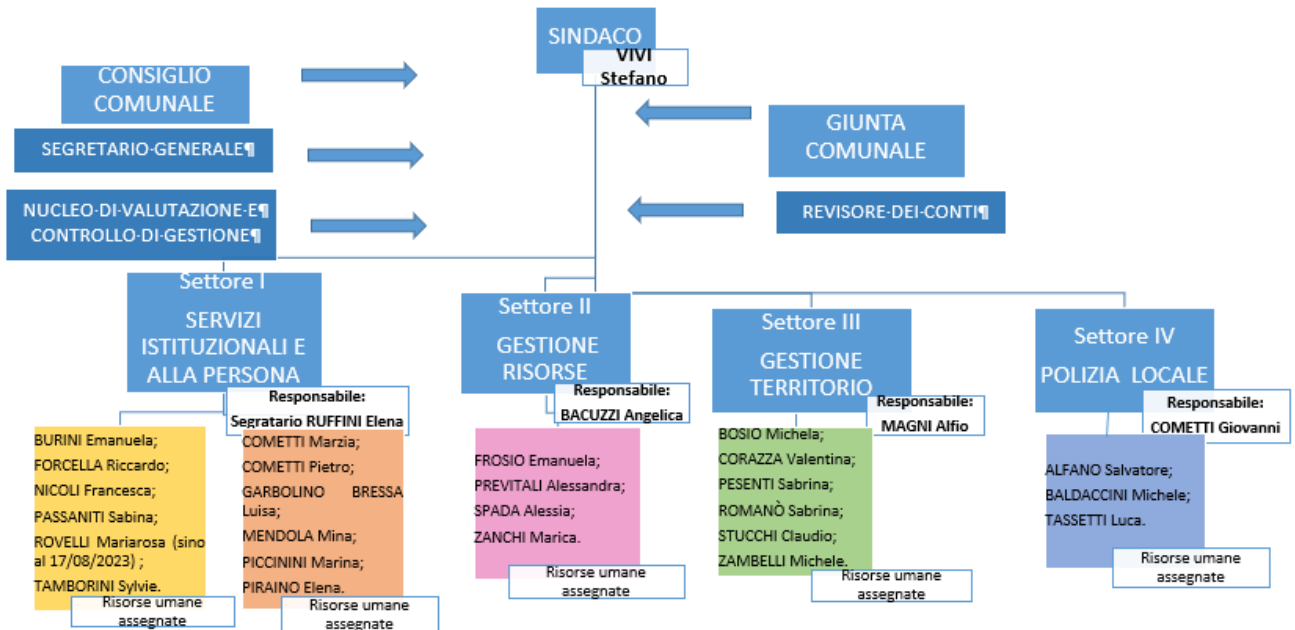 SINDACO
VIVI
Stefano
CONSIGLIO
COMUNALE
SEGRETARIO·GENERALE¶
NUCLEO·DI·VALUTAZIONE·E¶
CONTROLLO·DI·GESTIONE¶
GIUNTA
COMUNALE
REVISORE·DEI·CONTI¶
Settore I
SERVIZI
ISTITUZIONALI E
ALLA PERSONA
Responsabile:
Segratario RUFFINI Elena
BURINI Emanuela;
FORCELLA Riccardo;
NICOLI Francesca;
PASSANITI Sabina;
ROVELLI Mariarosa (sino
al 17/08/2023) ;
TAMBORINI Sylvie.
Risorse umane
assegnate
COMETTI Marzia;
COMETTI Pietro;
GARBOLINO BRESSA
Luisa;
MENDOLA Mina;
PICCININI Marina;
PIRAINO Elena.
Risorse umane
assegnate
Settore II
GESTIONE
RISORSE
Responsabile:
BACUZZI Angelica
FROSIO Emanuela;
PREVITALI Alessandra;
SPADA Alessia;
ZANCHI Marica.
Risorse umane
assegnate
Settore III
GESTIONE
TERRITORIO
Responsabile:
MAGNI Alfio
BOSIO Michela;
CORAZZA Valentina;
PESENTI Sabrina;
ROMANÒ Sabrina;
STUCCHI Claudio;
ZAMBELLI Michele.
Risorse umane
assegnate
Settore IV
POLIZIA LOCALE
Responsabile:
COMETTI Giovanni
ALFANO Salvatore;
BALDACCINI Michele;
TASSETTI Luca.
Risorse umane
assegnate